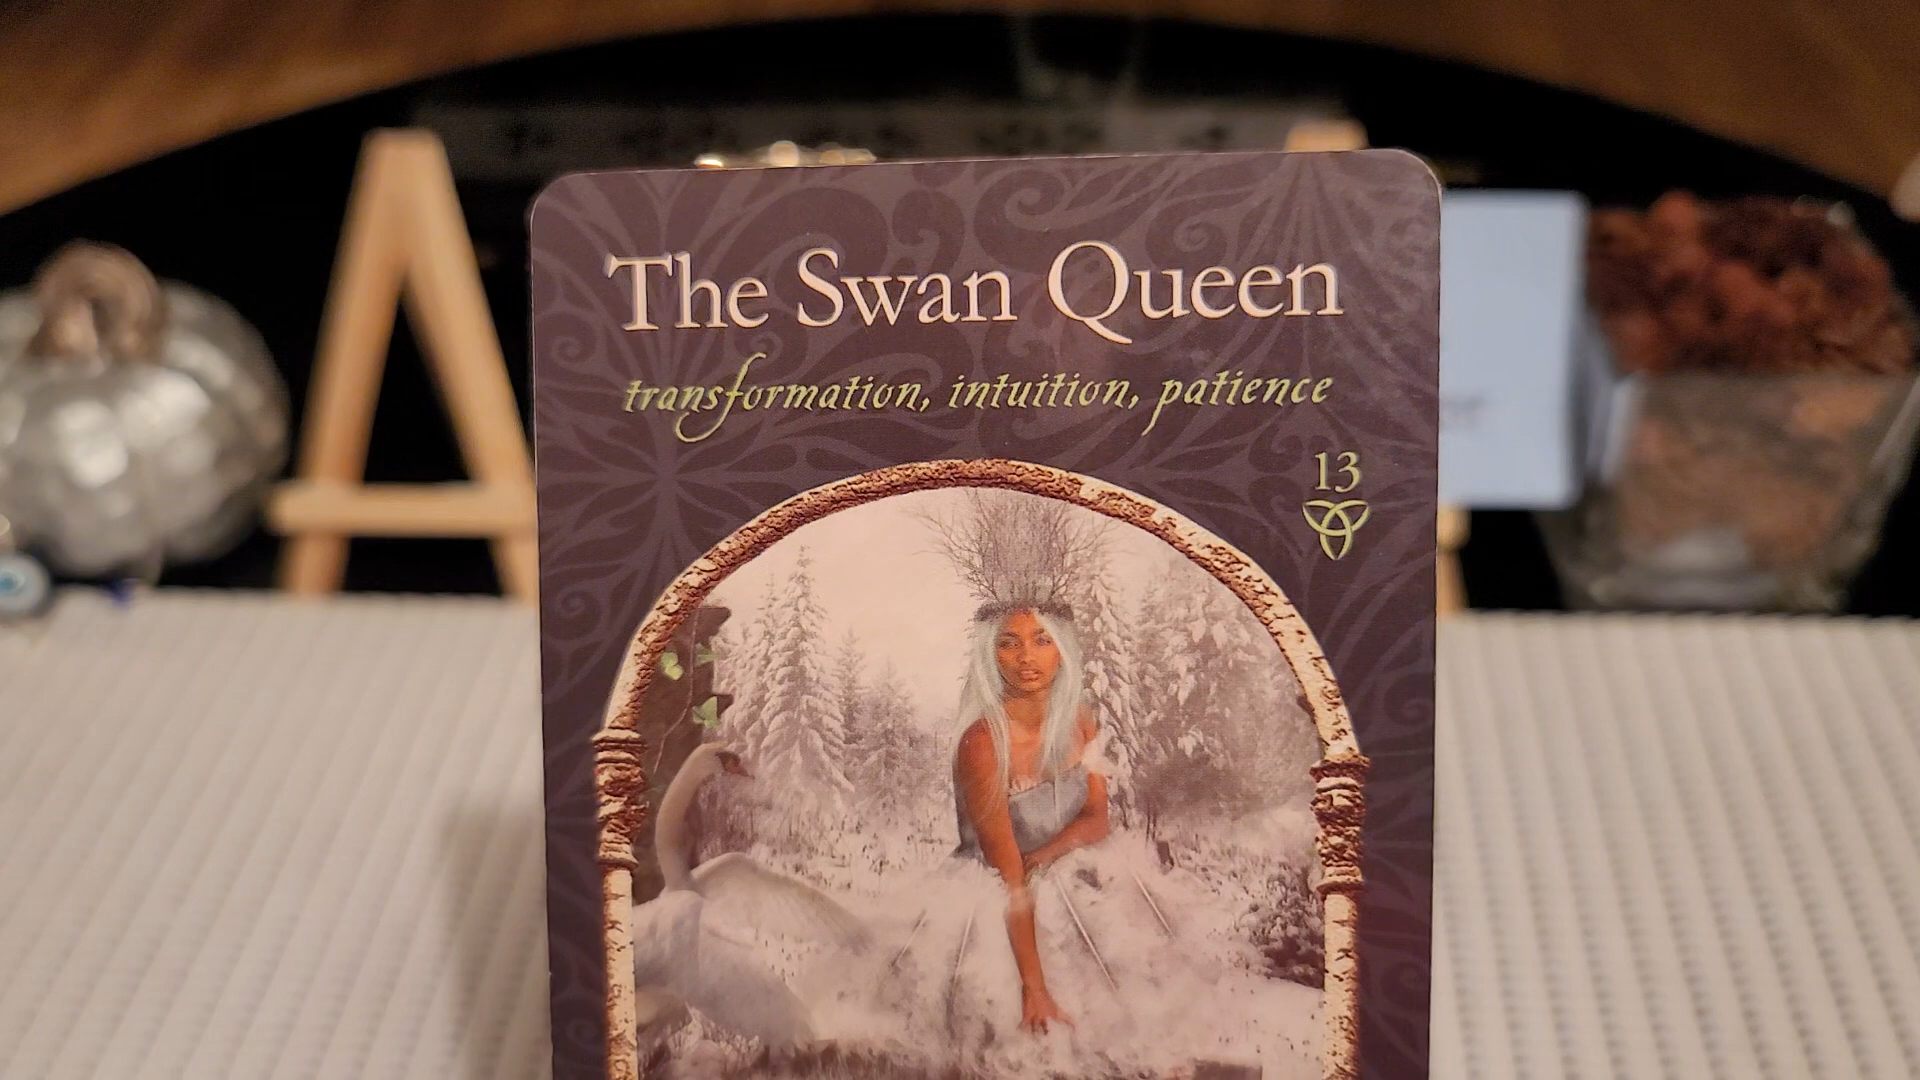 The Swan Queen
transformation, intuition, patience
13